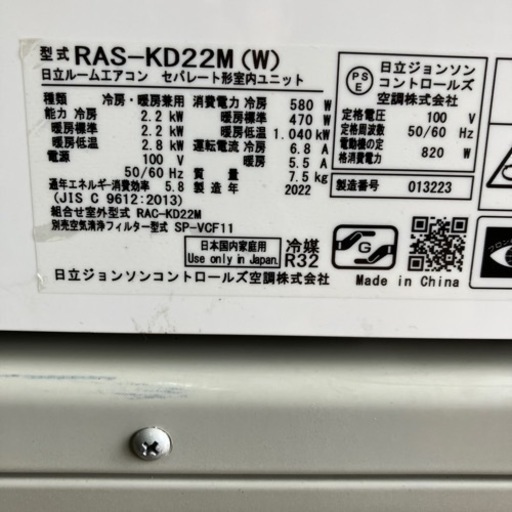 型式 RAS-KD22M(W)
日立ルームエアコン セパレート形室内ユニット
種類 冷房・暖房兼用 消費電力 冷房 580 W
能力 冷房 2.2 kW 暖房標準 470 W
暖房標準 2.2 kW 暖房低温 1,040 kW
暖房低温 2.8 kW 運転電流 冷房 6.8 A
電源 100 V 暖房 5.5 A
50/60 Hz 質量 7.5 kg
通年エネルギー消費効率 5.8 製造年 2022
(JIS C 9612:2013)
組合せ室外型式 RAC-KD22M
別売空気清浄フィルター型式 SP-VCF11
日本国内家庭用
Use only in Japan.
冷媒
R32
日立ジョンソンコントロールズ空調株式会社
PS
E
日立ジョンソン
コントロールズ
空調株式会社
定格電圧 100 V
定格周波数 50/60 Hz
電動機の定
格消費電力 820 W
製造番号 013223
G
Made in China